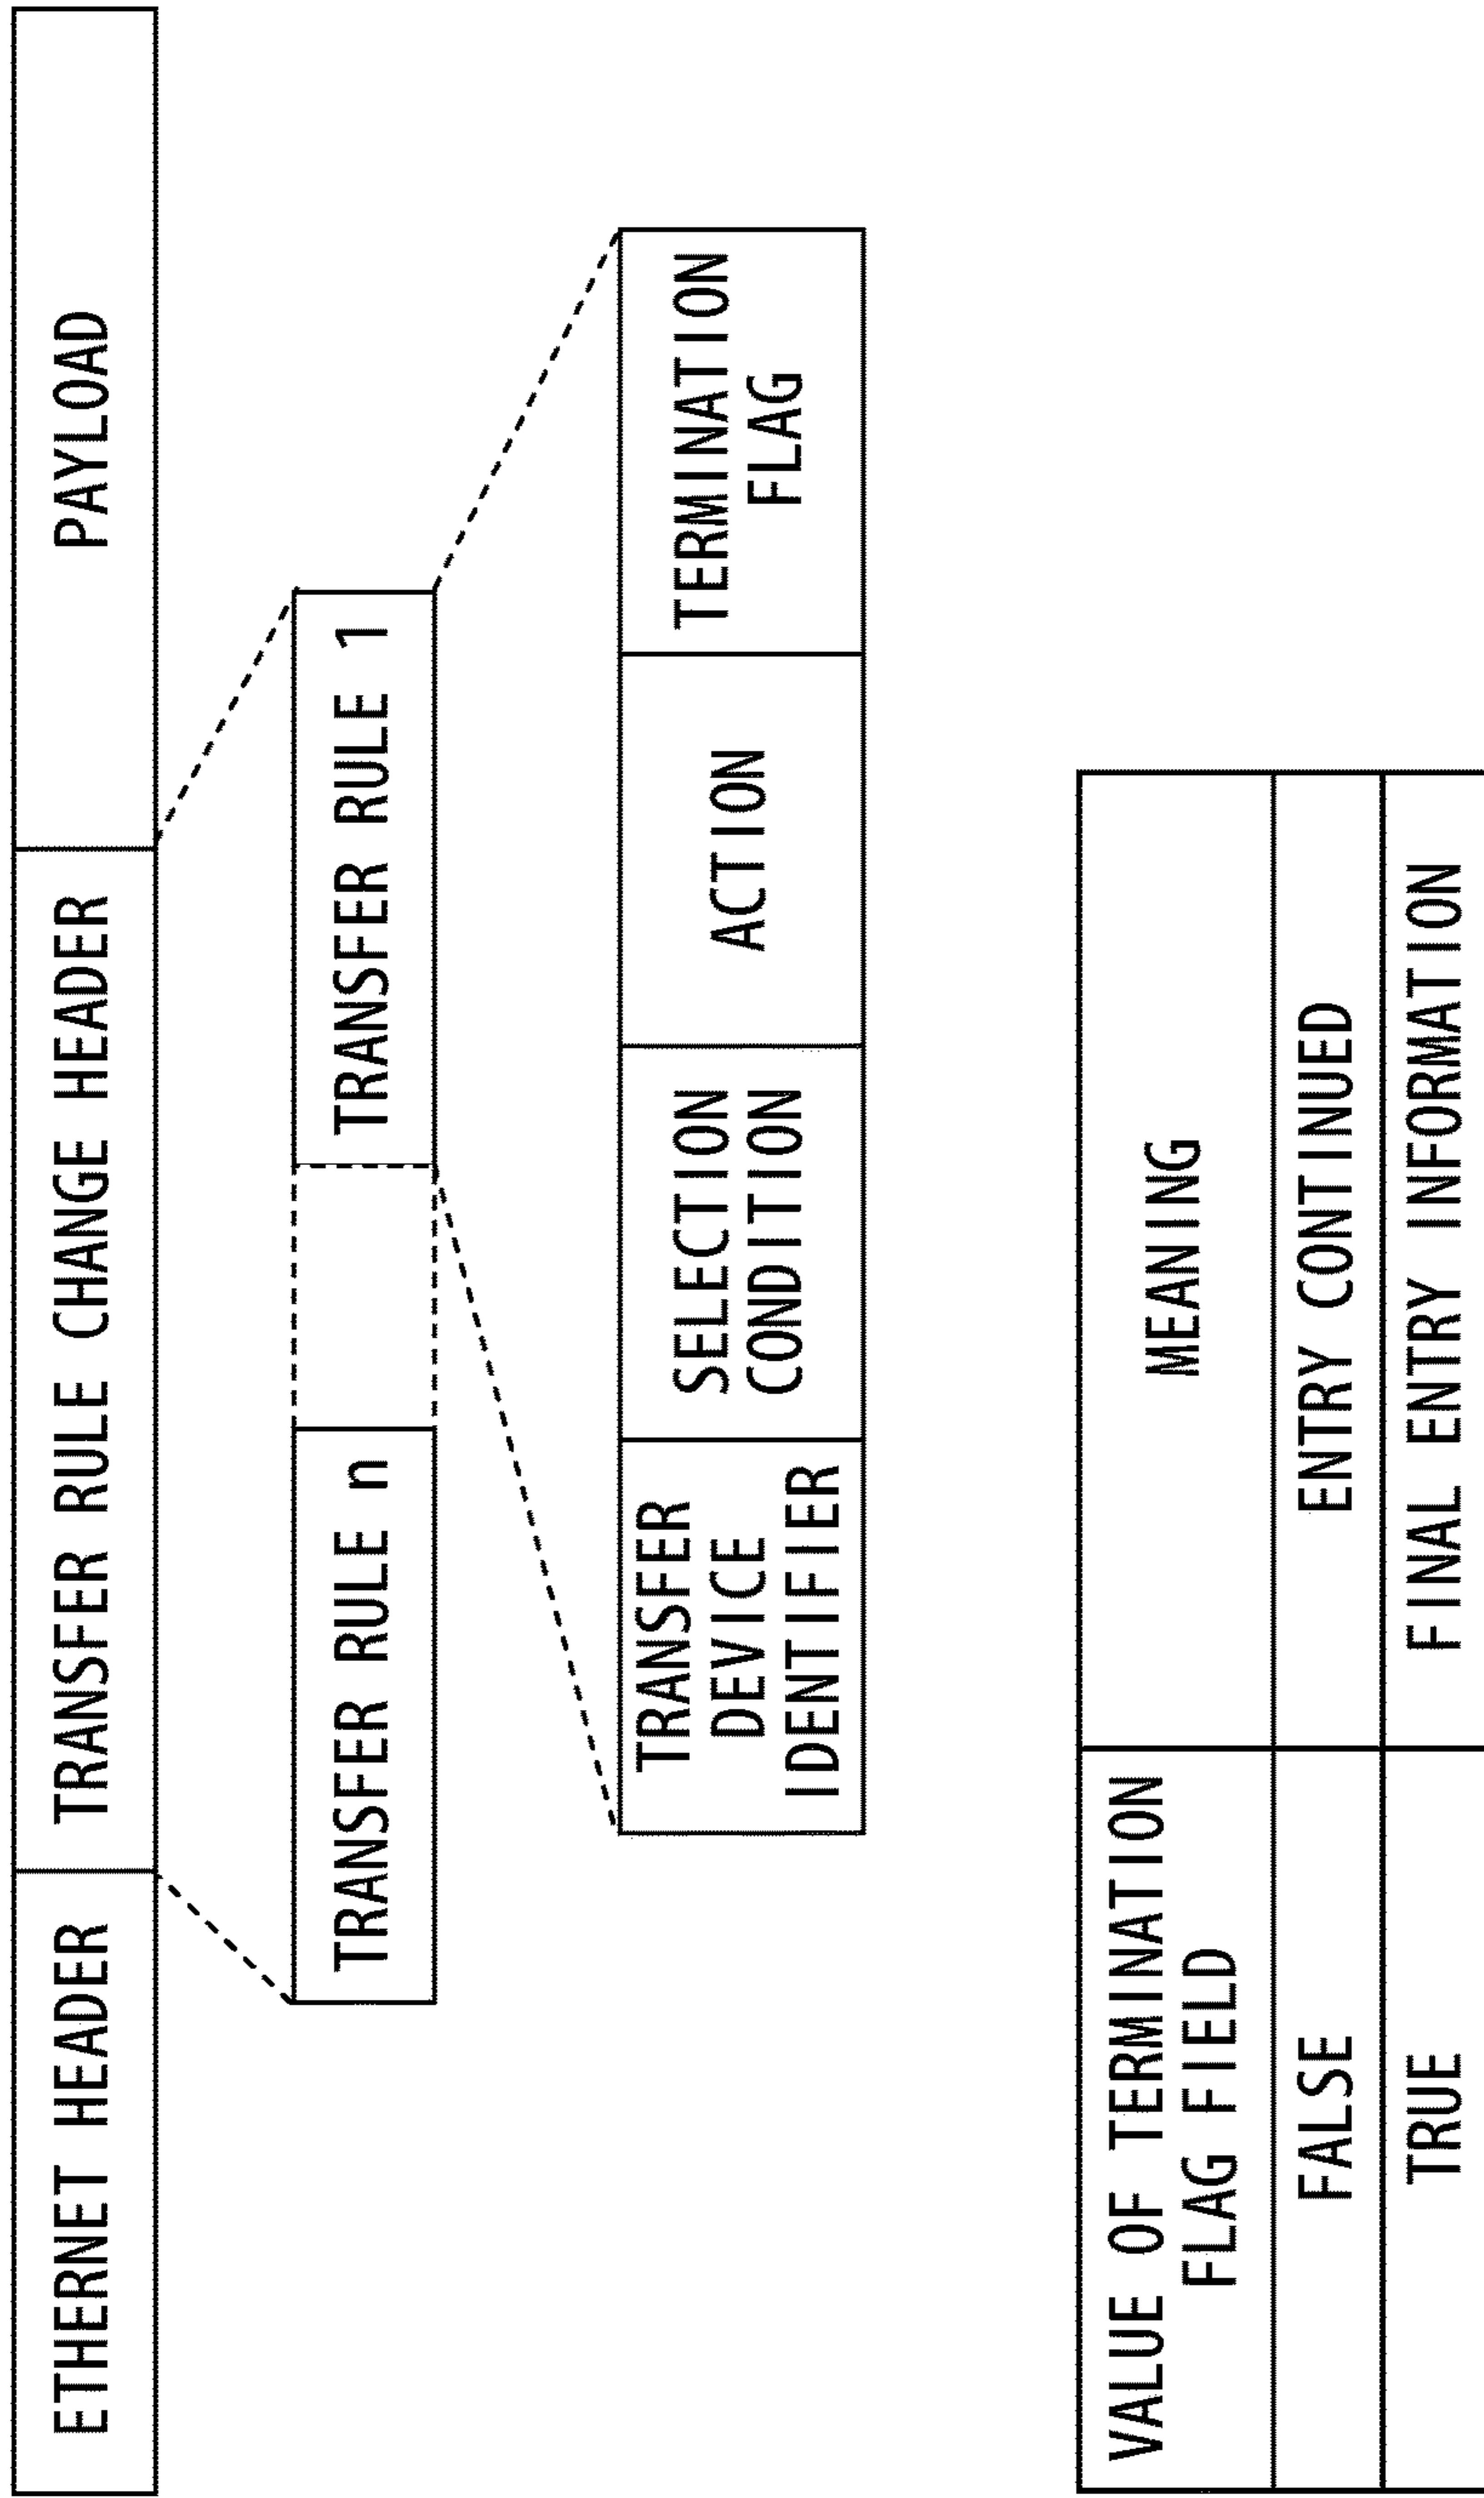 ETHERNET HEADER
TRANSFER RULE CHANGE HEADER
PAYLOAD
TRANSFER RULE n
TRANSFER RULE 1
TRANSFER
DEVICE
IDENTIFIER
SELECTION
CONDITION
ACTION
TERMINATION
FLAG
VALUE OF TERMINATION
FLAG FIELD
MEANING
FALSE
ENTRY CONTINUED
TRUE
FINAL ENTRY INFORMATION